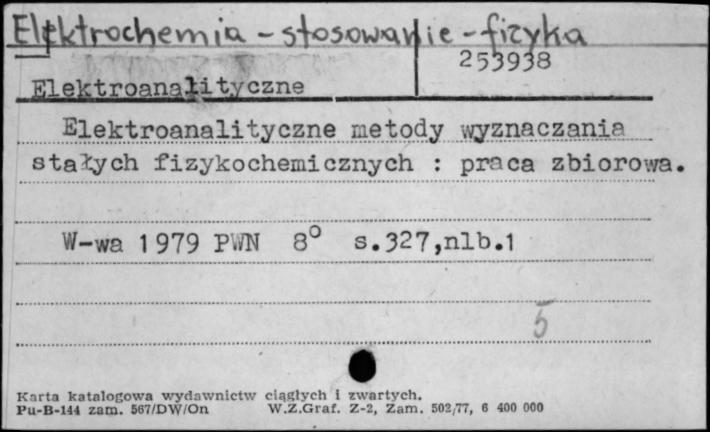 Elektrochemia - stosowanie - fizyka
253938
Elektroanalityczne
Elektroanalityczne metody wyznaczania
stałych fizykochemicznych : praca zbiorowa.
W-wa 1979 PWN 8° s.327,nlb.1
5
Karta katalogowa wydawnictw ciągłych i zwartych.
Pu-B-144 zam. 567/DW/On W.Z.Graf. Z-2, Zam. 502/77, 6 400 000